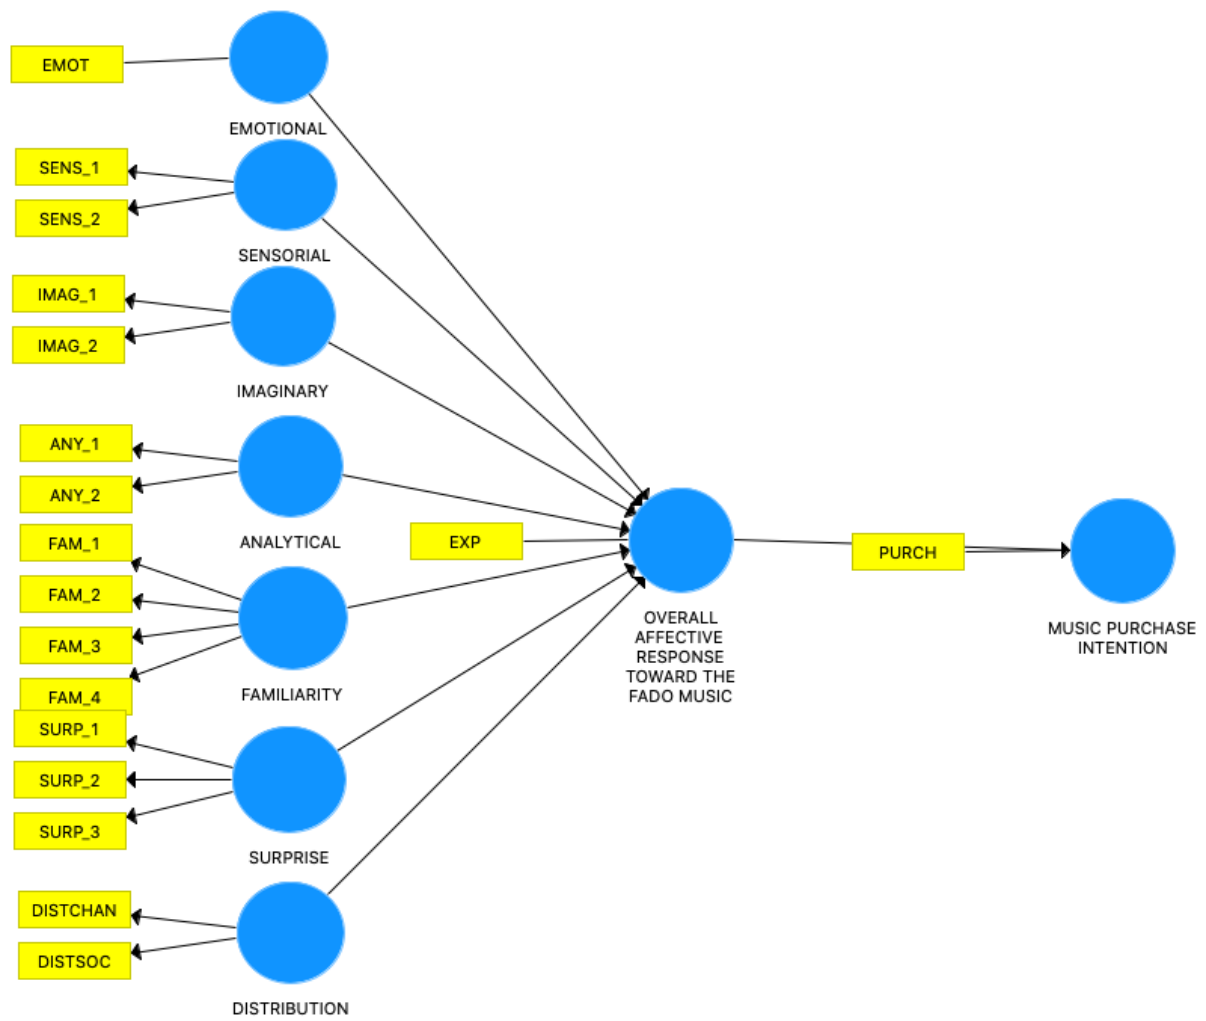 EMOT
EMOTIONAL
SENS_1
SENS_2
SENSORIAL
IMAG_1
IMAG_2
IMAGINARY
ANY_1
ANY_2
ANALYTICAL
FAM_1
FAM_2
FAM_3
FAM_4
FAMILIARITY
SURP_1
SURP_2
SURP_3
SURPRISE
DISTCHAN
DISTSOC
DISTRIBUTION
EXP
OVERALL
AFFECTIVE
RESPONSE
TOWARD THE
FADO MUSIC
PURCH
MUSIC PURCHASE
INTENTION